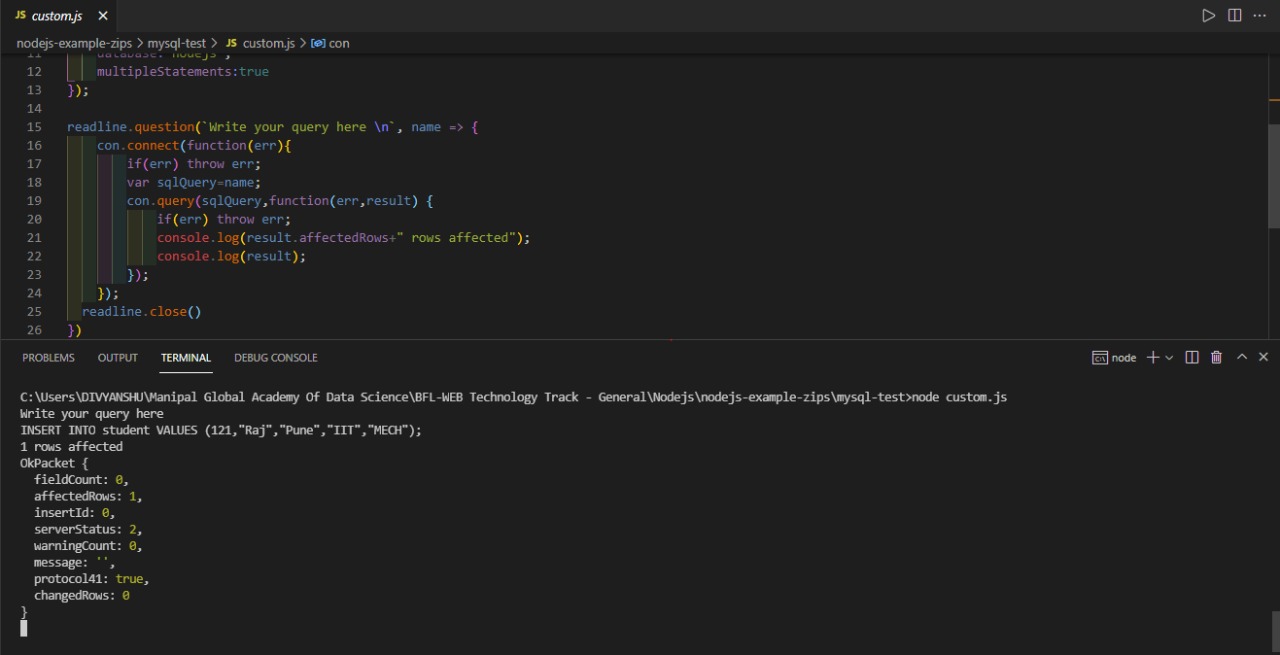 JS custom.js
nodejs-example-zips > mysql-test > JS custom.js > con
11 database:'nodejs',
12 multipleStatements:true
13 });
14
15 readline.question(`Write your query here \n`, name => {
16 con.connect(function(err){
17 if(err) throw err;
18 var sqlQuery=name;
19 con.query(sqlQuery,function(err,result) {
20 if(err) throw err;
21 console.log(result.affectedRows+" rows affected");
22 console.log(result);
23 });
24 });
25 readline.close()
26 })
PROBLEMS OUTPUT TERMINAL DEBUG CONSOLE node
C:\Users\DIVYANSHU\Manipal Global Academy Of Data Science\BFL-WEB Technology Track - General\Nodejs\nodejs-example-zips\mysql-test>node custom.js
Write your query here
INSERT INTO student VALUES (121,"Raj","Pune","IIT","MECH");
1 rows affected
OkPacket {
fieldCount: 0,
affectedRows: 1,
insertId: 0,
serverStatus: 2,
warningCount: 0,
message: '',
protocol41: true,
changedRows: 0
}